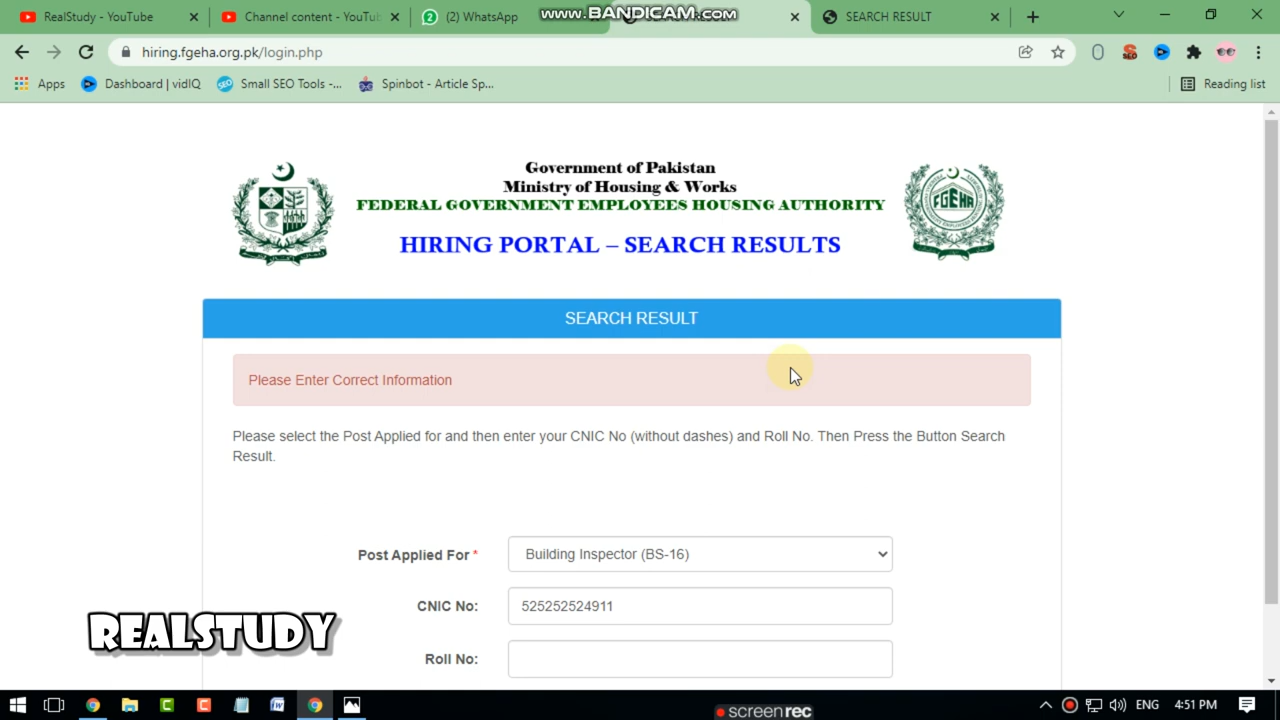 RealStudy - YouTube
Channel content - YouTu
(2) WhatsApp
www.BANDICAM.com
SEARCH RESULT
hiring.fgeha.org.pk/login.php
Apps
Dashboard | vidIQ
Small SEO Tools -...
Spinbot - Article Sp...
Reading list
Government of Pakistan
Ministry of Housing & Works
FEDERAL GOVERNMENT EMPLOYEES HOUSING AUTHORITY
HIRING PORTAL – SEARCH RESULTS
FGEHA
SEARCH RESULT
Please Enter Correct Information
Please select the Post Applied for and then enter your CNIC No (without dashes) and Roll No. Then Press the Button Search
Result.
Post Applied For *
Building Inspector (BS-16)
CNIC No:
525252524911
Roll No:
REALSTUDY
ENG
4:51 PM
screenrec